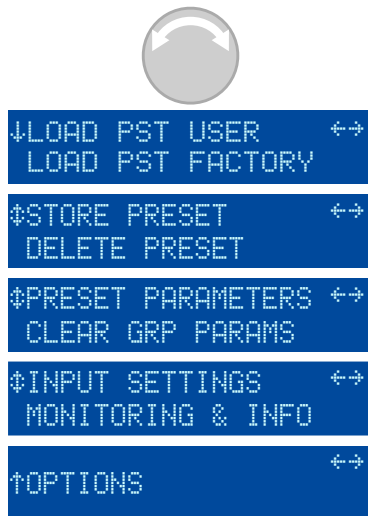 ↓LOAD PST USER ←→
LOAD PST FACTORY
↕STORE PRESET ←→
DELETE PRESET
↕PRESET PARAMETERS ←→
CLEAR GRP PARAMS
↕INPUT SETTINGS ←→
MONITORING & INFO
←→
↑OPTIONS